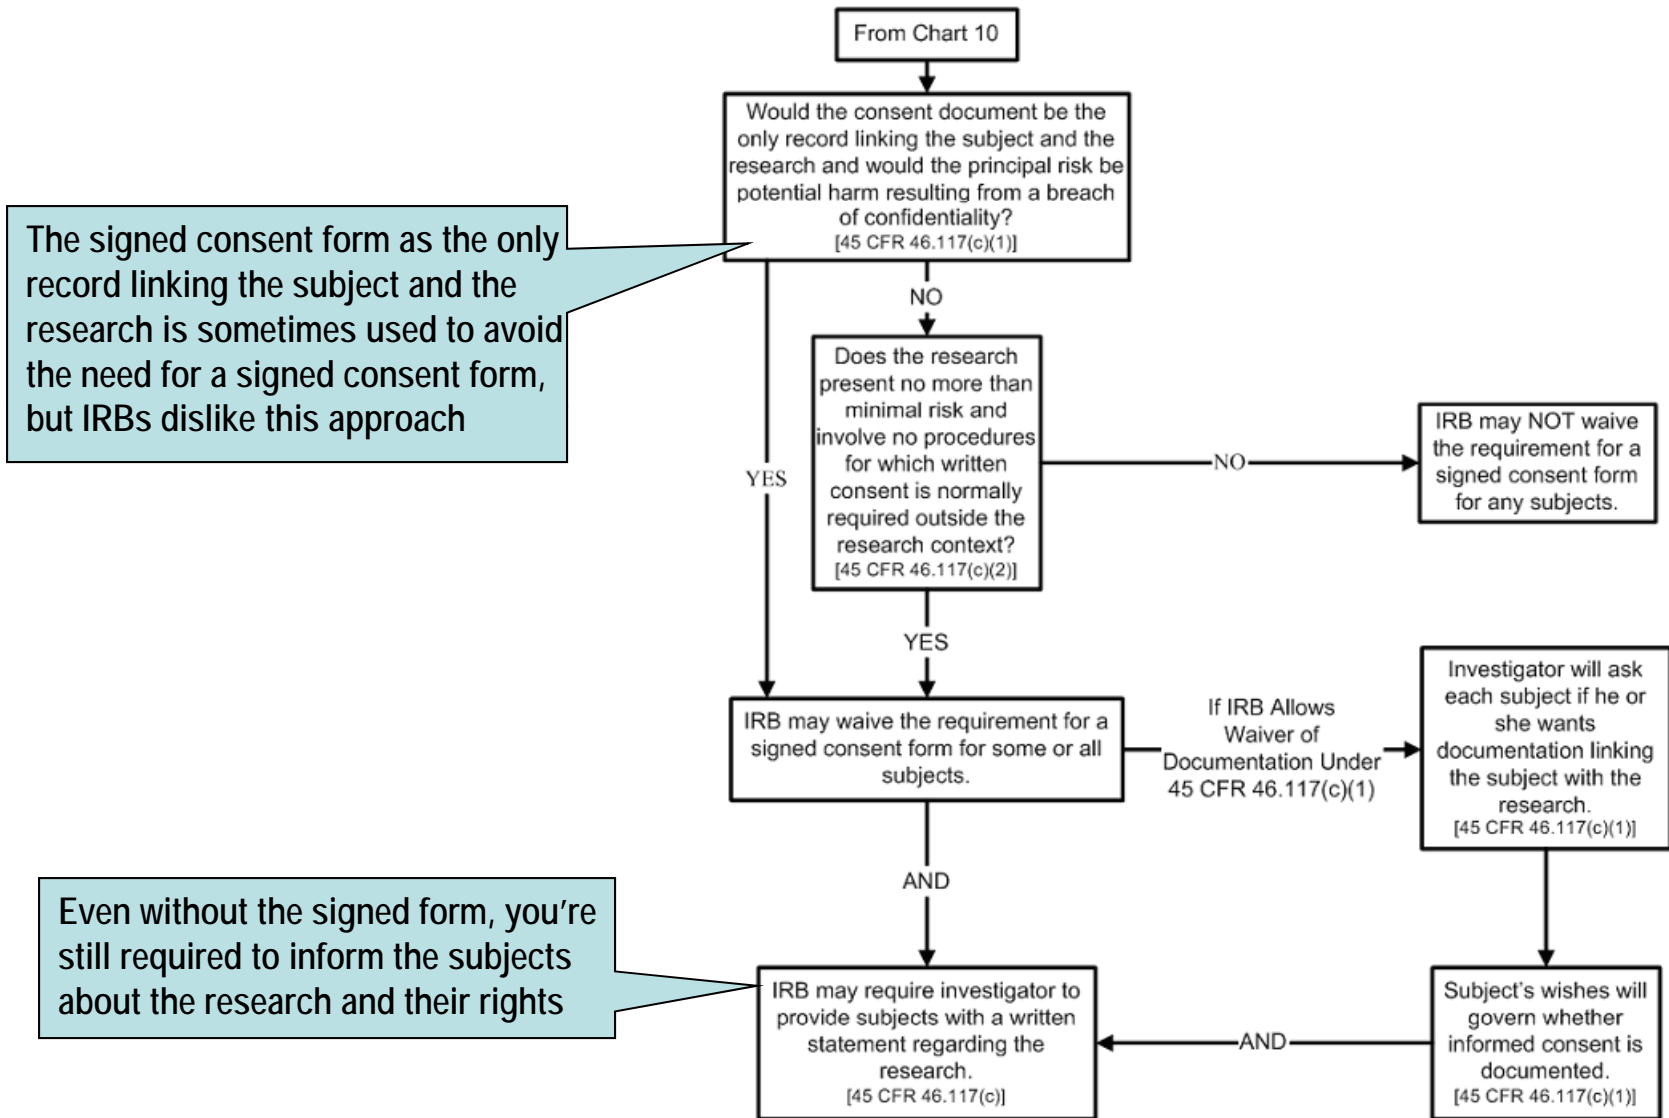 From Chart 10
Would the consent document be the
only record linking the subject and the
research and would the principal risk be
potential harm resulting from a breach
of confidentiality?
[45 CFR 46.117(c)(1)]
The signed consent form as the only
record linking the subject and the
research is sometimes used to avoid
the need for a signed consent form,
but IRBs dislike this approach
NO
Does the research
present no more than
minimal risk and
involve no procedures
for which written
consent is normally
required outside the
research context?
[45 CFR 46.117(c)(2)]
YES
NO
IRB may NOT waive
the requirement for a
signed consent form
for any subjects.
YES
IRB may waive the requirement for a
signed consent form for some or all
subjects.
If IRB Allows
Waiver of
Documentation Under
45 CFR 46.117(c)(1)
Investigator will ask
each subject if he or
she wants
documentation linking
the subject with the
research.
[45 CFR 46.117(c)(1)]
AND
Even without the signed form, you’re
still required to inform the subjects
about the research and their rights
IRB may require investigator to
provide subjects with a written
statement regarding the
research.
[45 CFR 46.117(c)]
AND
Subject's wishes will
govern whether
informed consent is
documented.
[45 CFR 46.117(c)(1)]